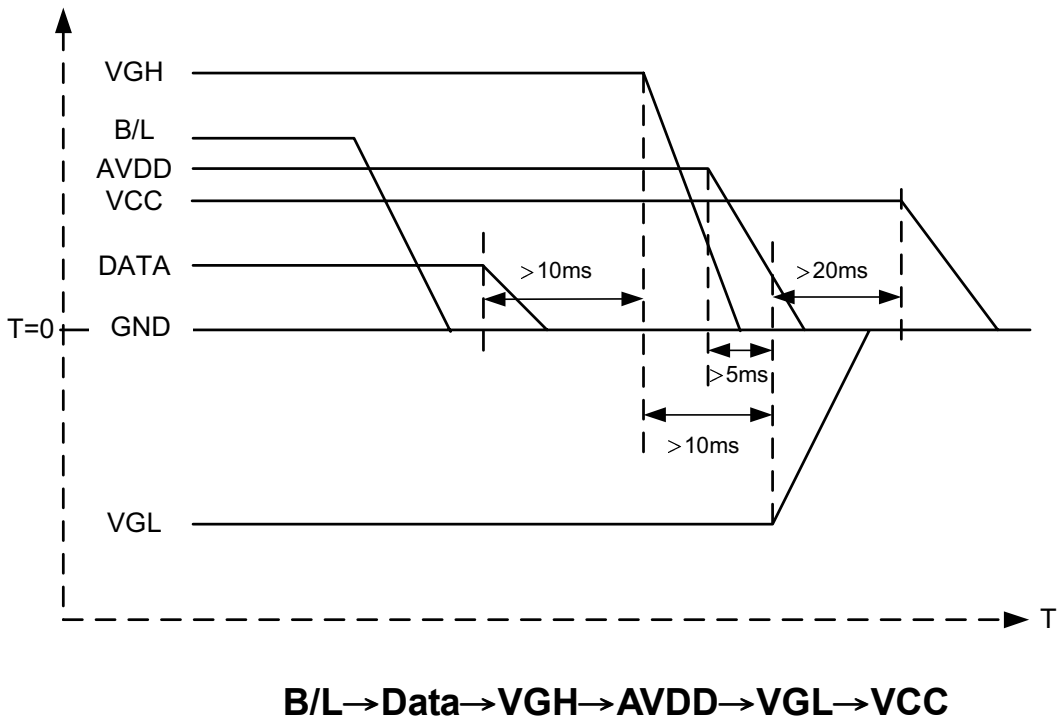 VGH
B/L
AVDD
VCC
DATA
>10ms
>20ms
T=0
GND
>5ms
>10ms
VGL
T
B/L→Data→VGH→AVDD→VGL→VCC